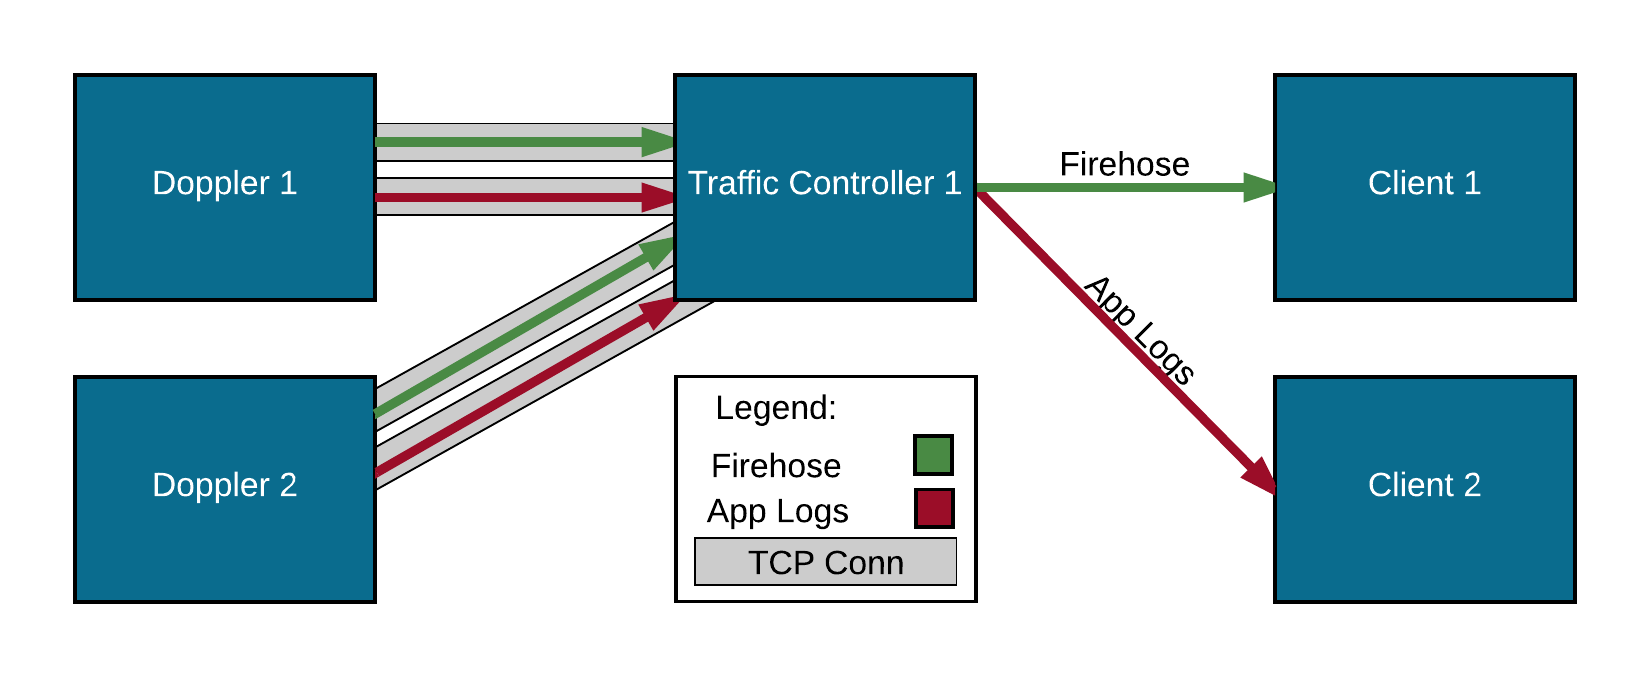 Doppler 1
Traffic Controller 1
Firehose
Client 1
App Logs
Doppler 2
Legend:
Firehose
App Logs
TCP Conn
Client 2